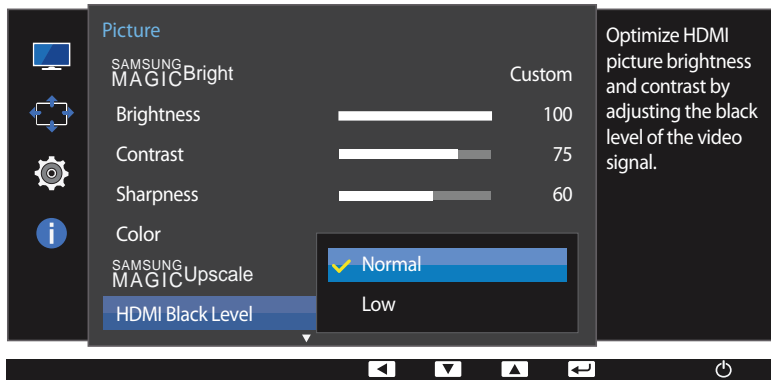 Picture
SAMSUNG
MAGICBright Custom
Brightness 100
Contrast 75
Sharpness 60
Color
SAMSUNG
MAGICUpscale
HDMI Black Level
Normal
Low
Optimize HDMI
picture brightness
and contrast by
adjusting the black
level of the video
signal.